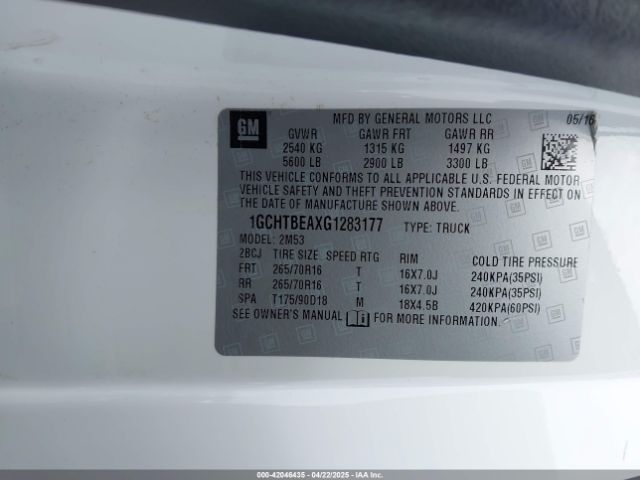 GM
MFD BY GENERAL MOTORS LLC 05/16
GVWR GAWR FRT GAWR RR
2540 KG 1315 KG 1497 KG
5600 LB 2900 LB 3300 LB
THIS VEHICLE CONFORMS TO ALL APPLICABLE U.S. FEDERAL MOTOR
VEHICLE SAFETY AND THEFT PREVENTION STANDARDS IN EFFECT ON
THE DATE OF MANUFACTURE SHOWN ABOVE.
1GCHTBEAXG1283177 TYPE: TRUCK
MODEL: 2M53
2BCJ TIRE SIZE SPEED RTG RIM COLD TIRE PRESSURE
FRT 265/70R16 T 16X7.0J 240KPA(35PSI)
RR 265/70R16 T 16X7.0J 240KPA(35PSI)
SPA T175/90D18 M 18X4.5B 420KPA(60PSI)
SEE OWNER'S MANUAL FOR MORE INFORMATION.
000-42046435 - 04/22/2025 - IAAI.COM